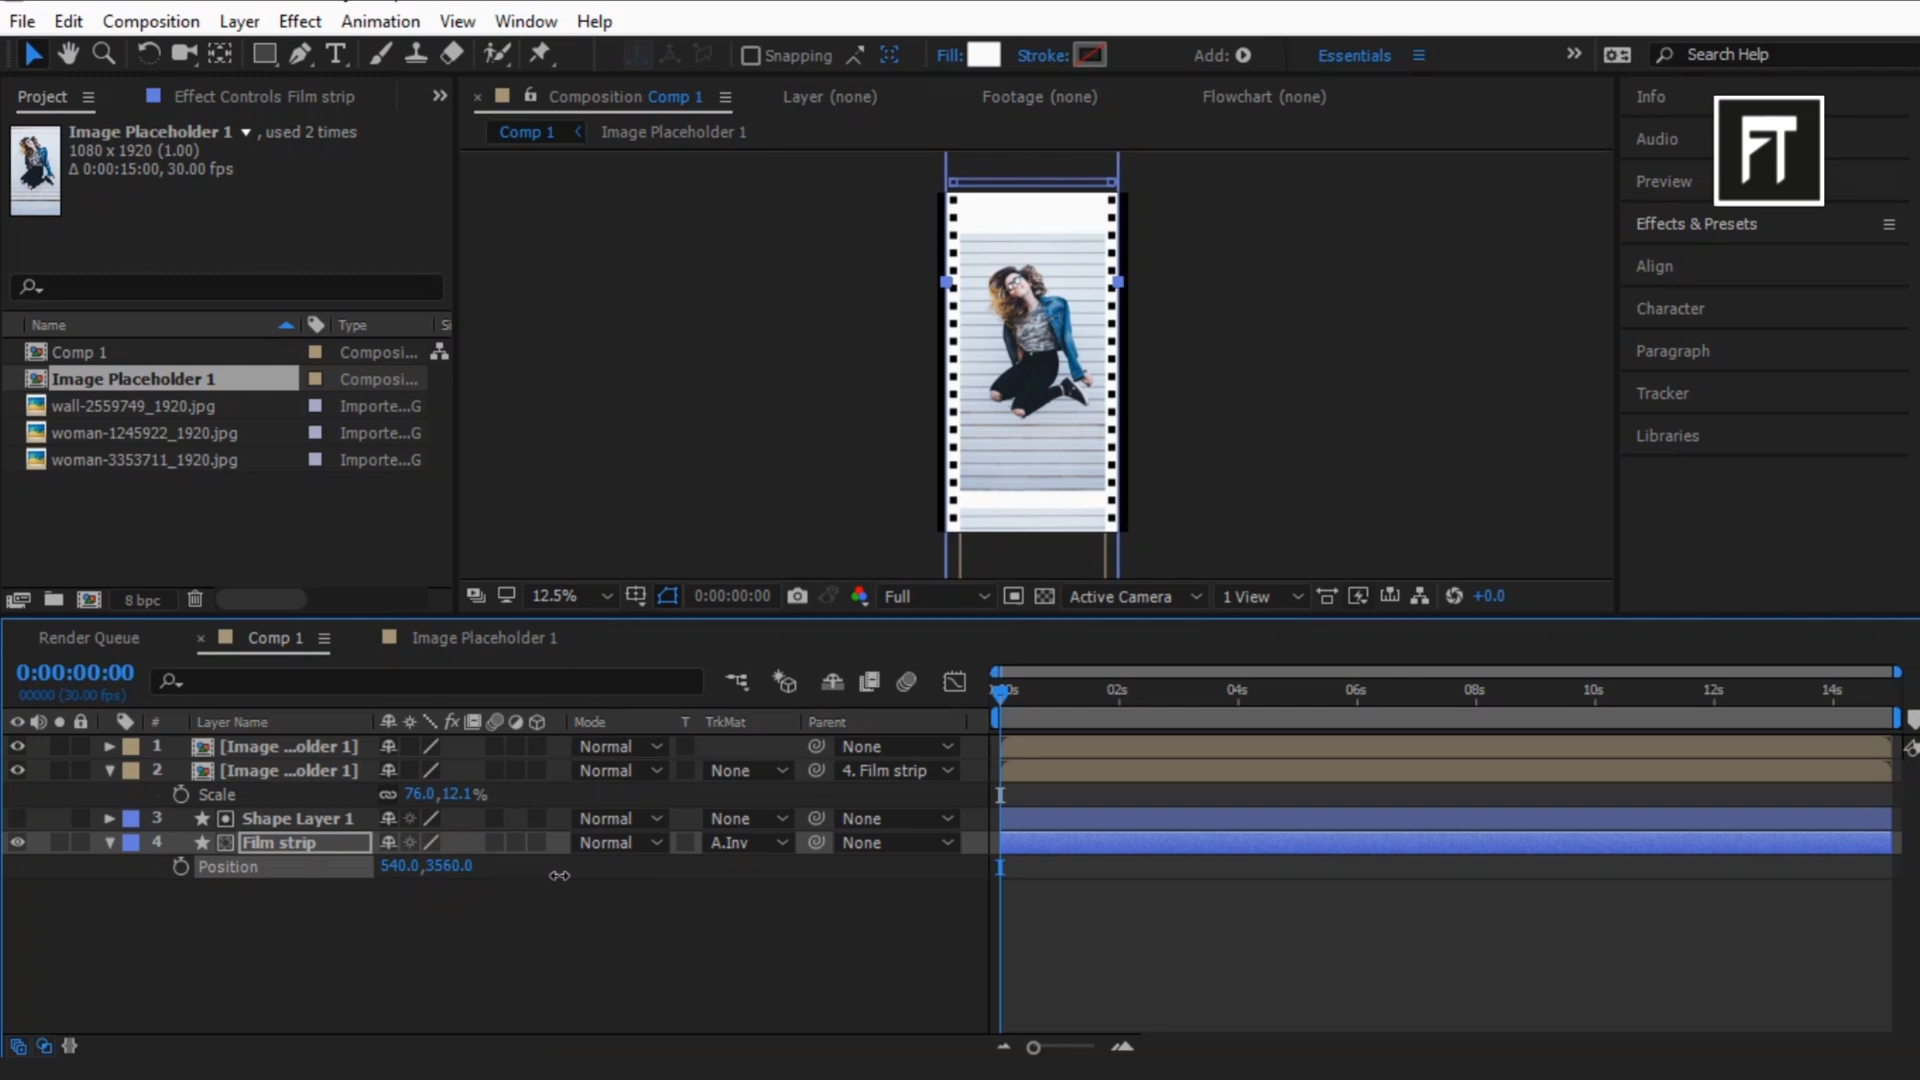 File Edit Composition Layer Effect Animation View Window Help
Snapping Fill: Stroke: Add: Essentials Search Help
Project Effect Controls Film strip
Composition Comp 1 Layer (none) Footage (none) Flowchart (none)
Comp 1 Image Placeholder 1
Image Placeholder 1 , used 2 times
1080 x 1920 (1.00)
Δ 0:00:15:00, 30.00 fps
Info
Audio
Preview
Effects & Presets
Align
Character
Paragraph
Tracker
Libraries
FT
Name Type Si
Comp 1 Composi...
Image Placeholder 1 Composi...
wall-2559749_1920.jpg Importe...G
woman-1245922_1920.jpg Importe...G
woman-3353711_1920.jpg Importe...G
8 bpc
12.5% 0:00:00:00 Full Active Camera 1 View +0.0
Render Queue Comp 1 Image Placeholder 1
0:00:00:00
00000 (30.00 fps)
02s 04s 06s 08s 10s 12s 14s
# Layer Name fx Mode T TrkMat Parent
1 [Image ...older 1] Normal None
2 [Image ...older 1] Normal None 4. Film strip
Scale 76.0,12.1%
3 Shape Layer 1 Normal None None
4 Film strip Normal A.Inv None
Position 540.0,3560.0